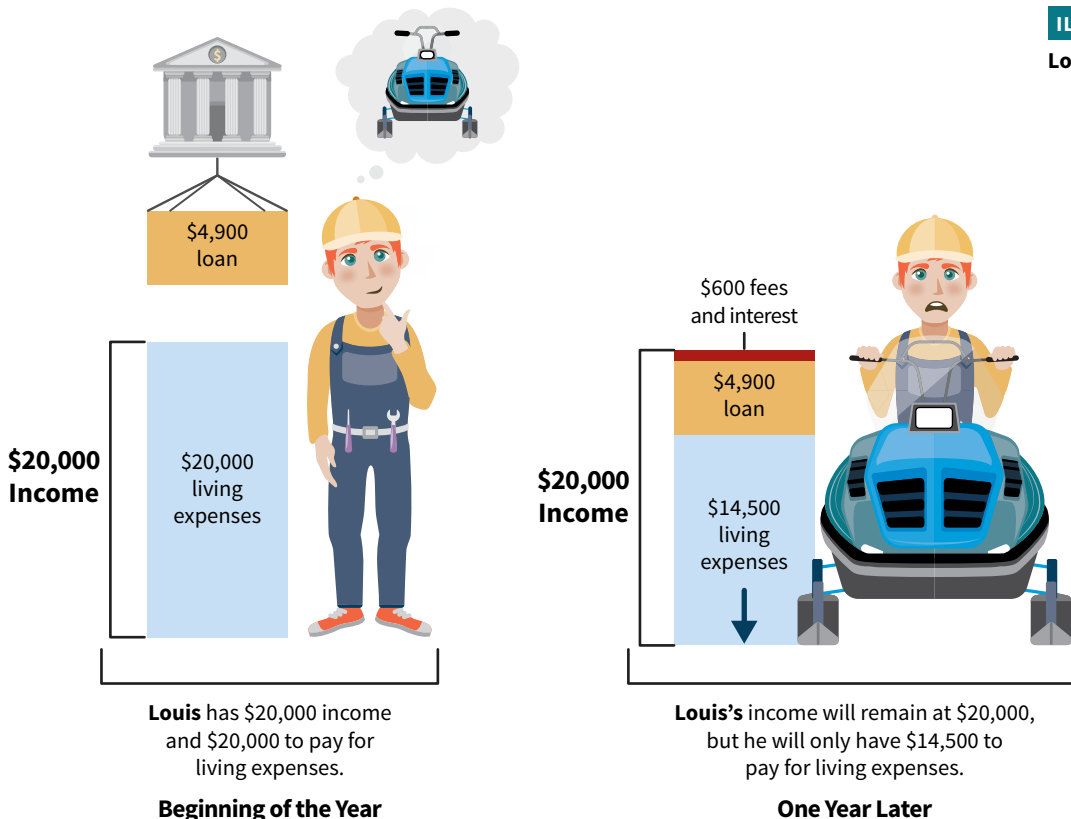 IL
Lo
$
$4,900
loan
$20,000
Income
$20,000
living
expenses
Louis has $20,000 income
and $20,000 to pay for
living expenses.
Beginning of the Year
$600 fees
and interest
$4,900
loan
$20,000
Income
$14,500
living
expenses
Louis's income will remain at $20,000,
but he will only have $14,500 to
pay for living expenses.
One Year Later